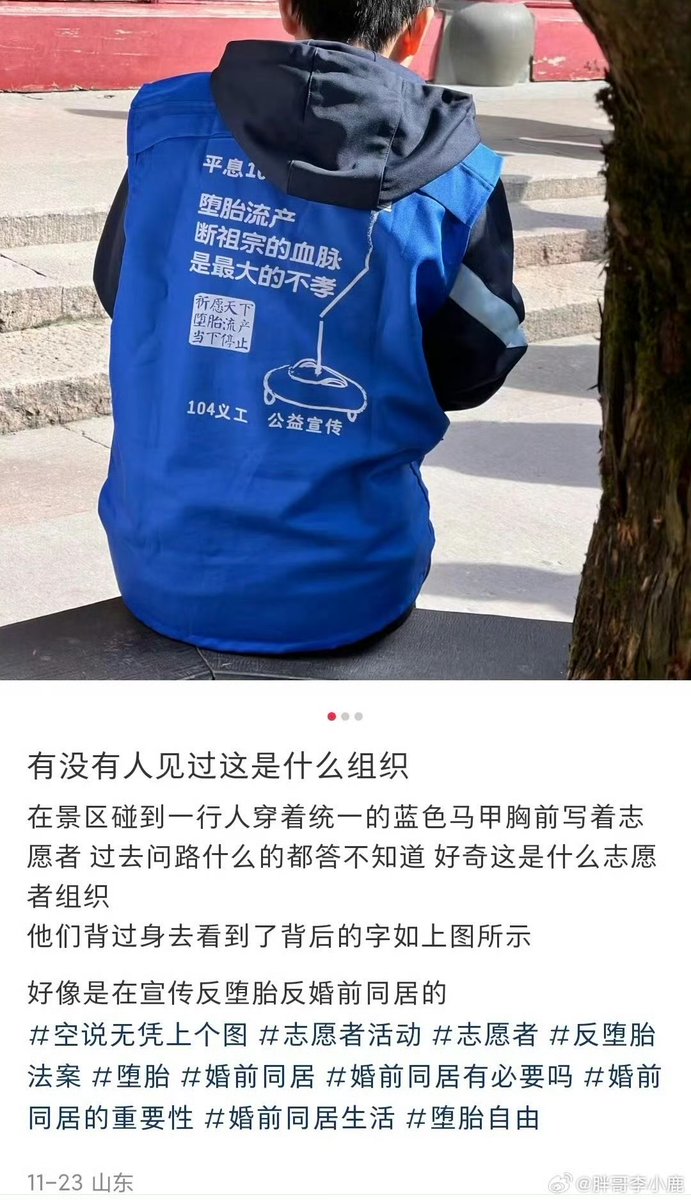 平息10
堕胎流产
断祖宗的血脉
是最大的不孝
祈愿天下
堕胎流产
当下停止
104义工 公益宣传
有没有人见过这是什么组织
在景区碰到一行人穿着统一的蓝色马甲胸前写着志
愿者 过去问路什么的都答不知道 好奇这是什么志愿
者组织
他们背过身去看到了背后的字如上图所示
好像是在宣传反堕胎反婚前同居的
#空说无凭上个图 #志愿者活动 #志愿者 #反堕胎
法案 #堕胎 #婚前同居 #婚前同居有必要吗 #婚前
同居的重要性 #婚前同居生活 #堕胎自由
11-23 山东
@胖哥李小鹿